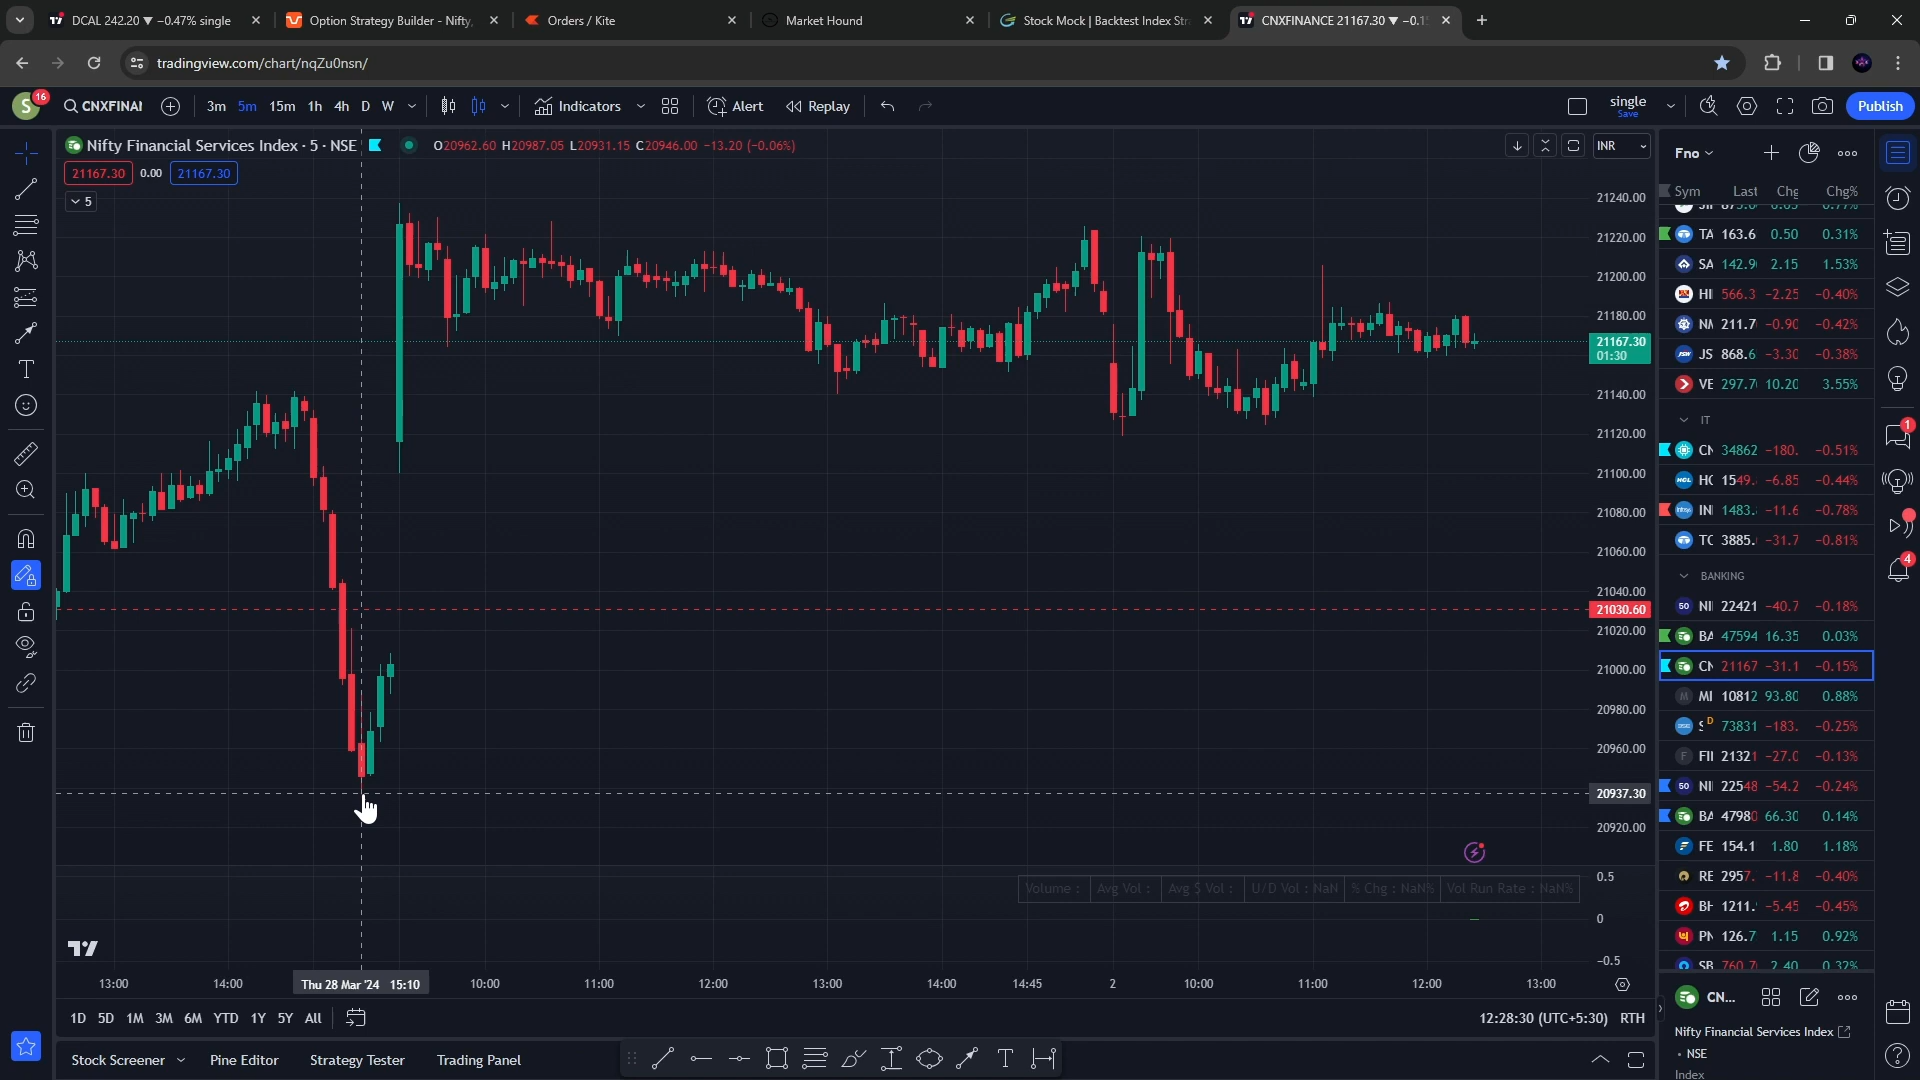 DCAL 242.20 ▼ −0.47% single
Option Strategy Builder - Nifty,
Orders / Kite
Market Hound
Stock Mock | Backtest Index Str
CNXFINANCE 21167.30 ▼ −0.1
tradingview.com/chart/nqZu0nsn/
S 16 CNXFINAI 3m 5m 15m 1h 4h D W Indicators Alert Replay single Save Publish
Nifty Financial Services Index · 5 · NSE O20962.60 H20987.05 L20931.15 C20946.00 −13.20 (−0.06%) INR
21167.30 0.00 21167.30
5
21240.00
21220.00
21200.00
21180.00
21167.30
01:30
21140.00
21120.00
21100.00
21080.00
21060.00
21040.00
21030.60
21020.00
21000.00
20980.00
20960.00
20937.30
20920.00
Volume : Avg Vol : Avg $ Vol : U/D Vol : NaN % Chg : NaN% Vol Run Rate : NaN%
0.5
0
−0.5
13:00 14:00 Thu 28 Mar '24 15:10 10:00 11:00 12:00 13:00 14:00 14:45 2 10:00 11:00 12:00 13:00
1D 5D 1M 3M 6M YTD 1Y 5Y All 12:28:30 (UTC+5:30) RTH
Stock Screener Pine Editor Strategy Tester Trading Panel
Fno
Sym Last Chg Chg%
TA 163.6 0.50 0.31%
SA 142.9 2.15 1.53%
HI 566.3 −2.25 −0.40%
211.7 −0.90 −0.42%
JS 868.6 −3.30 −0.38%
VE 297.7 10.20 3.55%
IT
CN 34862 −180. −0.51%
HC 1549. −6.85 −0.44%
IN 1483. −11.6 −0.78%
TC 3885. −31.7 −0.81%
BANKING
50 NI 22421 −40.7 −0.18%
BA 47594 16.35 0.03%
CN 21167 −31.1 −0.15%
M MI 10812 93.80 0.88%
D 73831 −183. −0.25%
F FII 21321 −27.0 −0.13%
50 NI 22548 −54.2 −0.24%
BA 47980 66.30 0.14%
FE 154.1 1.80 1.18%
RE 2957. −11.8 −0.40%
BH 1211. −5.45 −0.45%
PN 126.7 1.15 0.92%
SB 760.7 2.40 0.32%
CN...
Nifty Financial Services Index
• NSE
Index
1
4